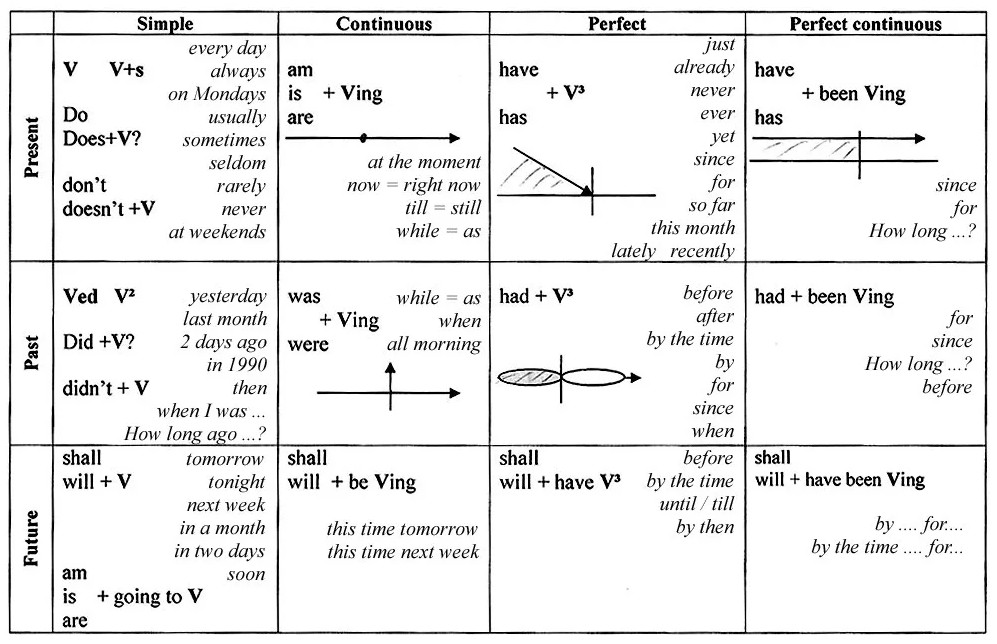 Simple Continuous Perfect Perfect continuous
Present
every day
V V+s always
on Mondays
Do usually
Does+V? sometimes
seldom
don't rarely
doesn't +V never
at weekends
am
is + Ving
are
at the moment
now = right now
till = still
while = as
just
have already
+ V³ never
has ever
yet
since
for
so far
this month
lately recently
have
+ been Ving
has
since
for
How long ...?
Past
Ved V² yesterday
last month
Did +V? 2 days ago
in 1990
didn't + V then
when I was ...
How long ago ...?
was while = as
+ Ving when
were all morning
had + V³ before
after
by the time
by
for
since
when
had + been Ving
for
since
How long ...?
before
Future
shall tomorrow
will + V tonight
next week
in a month
in two days
am soon
is + going to V
are
shall
will + be Ving
this time tomorrow
this time next week
shall before
will + have V³ by the time
until / till
by then
shall
will + have been Ving
by .... for....
by the time .... for...